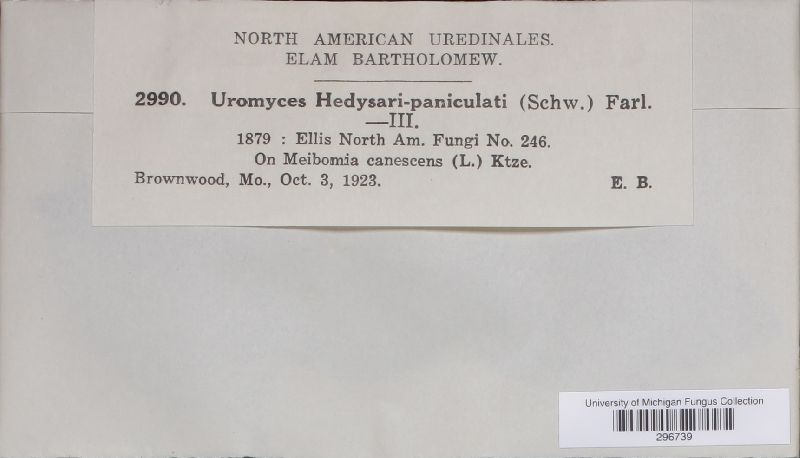 NORTH AMERICAN UREDINALES.
ELAM BARTHOLOMEW.
2990. Uromyces Hedysari-paniculati (Schw.) Farl.
—III.
1879 : Ellis North Am. Fungi No. 246.
On Meibomia canescens (L.) Ktze.
Brownwood, Mo., Oct. 3, 1923. E. B.
University of Michigan Fungus Collection
296739